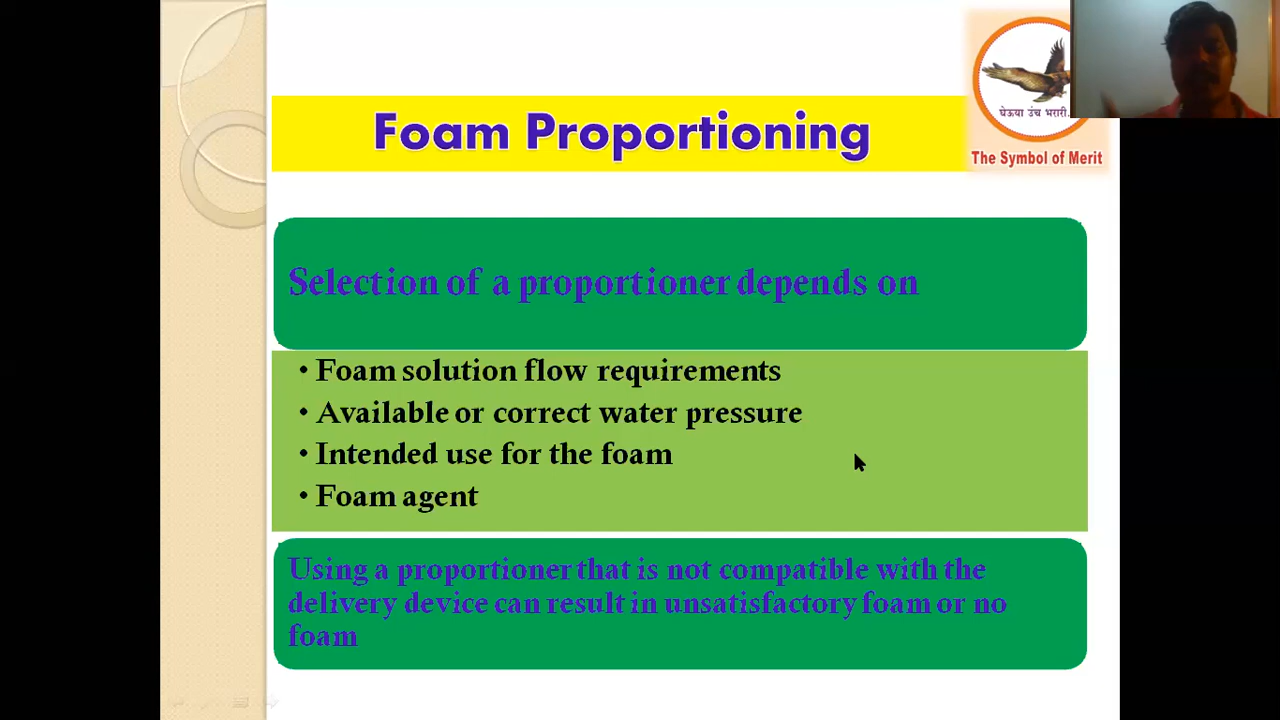 घेऊया उंच भरारी.
The Symbol of Merit
Foam Proportioning
Selection of a proportioner depends on
• Foam solution flow requirements
• Available or correct water pressure
• Intended use for the foam
• Foam agent
Using a proportioner that is not compatible with the
delivery device can result in unsatisfactory foam or no
foam